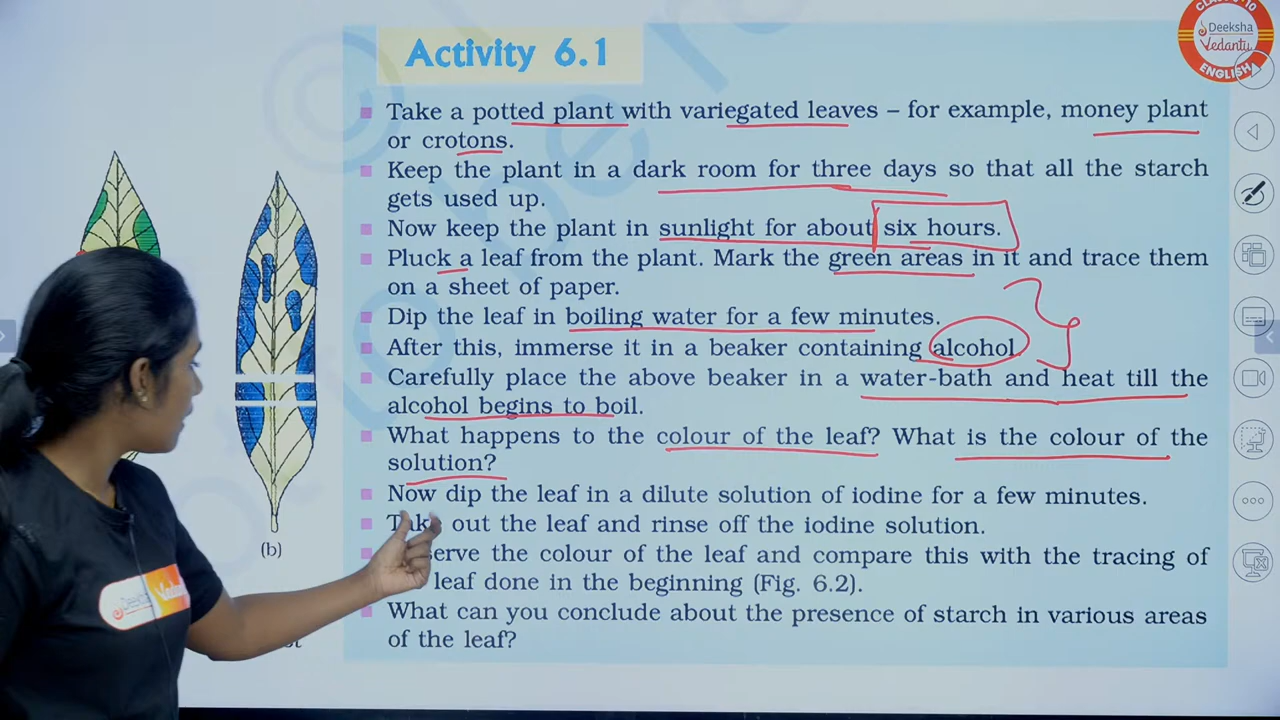 Activity 6.1
Take a potted plant with variegated leaves – for example, money plant
or crotons.
Keep the plant in a dark room for three days so that all the starch
gets used up.
Now keep the plant in sunlight for about six hours.
Pluck a leaf from the plant. Mark the green areas in it and trace them
on a sheet of paper.
Dip the leaf in boiling water for a few minutes.
After this, immerse it in a beaker containing alcohol.
Carefully place the above beaker in a water-bath and heat till the
alcohol begins to boil.
What happens to the colour of the leaf? What is the colour of the
solution?
Now dip the leaf in a dilute solution of iodine for a few minutes.
Take out the leaf and rinse off the iodine solution.
the colour of the leaf and compare this with the tracing of
leaf done in the beginning (Fig. 6.2).
What can you conclude about the presence of starch in various areas
of the leaf?
(b)
Deeksha
Vedantu
ENGLISH